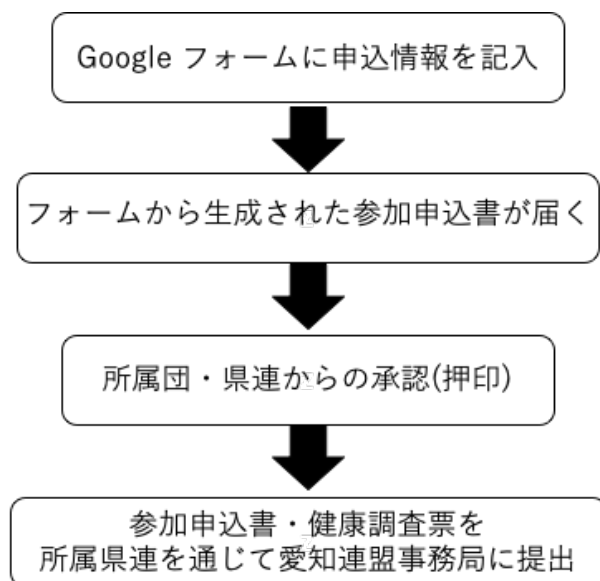 Google フォームに申込情報を記入
フォームから生成された参加申込書が届く
所属団・県連からの承認(押印)
参加申込書・健康調査票を
所属県連を通じて愛知連盟事務局に提出